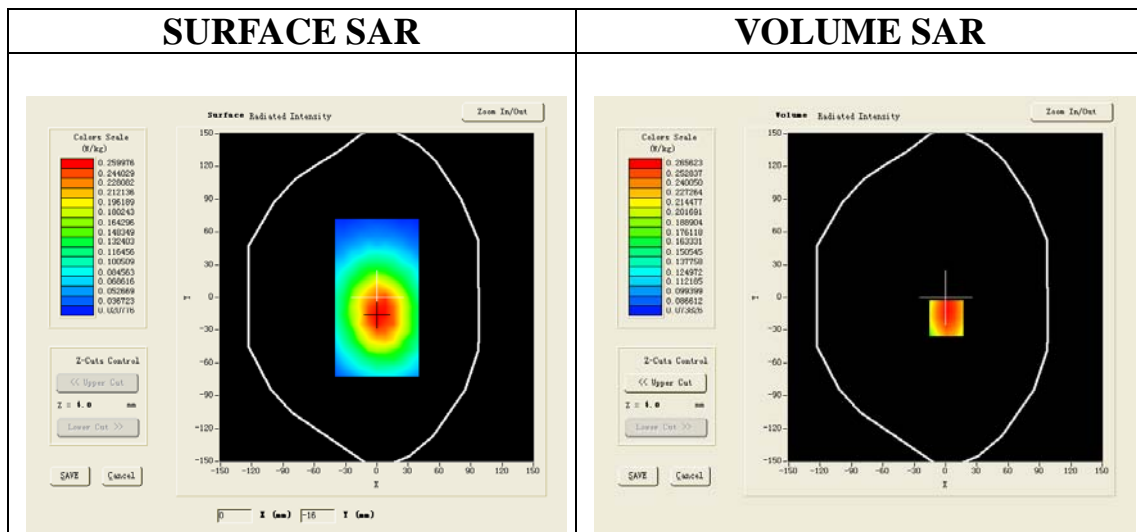 SURFACE SAR
VOLUME SAR
Surface Radiated Intensity
Zoom In/Out
Colors Scale
(W/kg)
0.259976
0.244029
0.228082
0.212136
0.196189
0.180243
0.164296
0.148349
0.132403
0.116456
0.100509
0.084563
0.068616
0.052669
0.036723
0.020776
150
120
90
60
30
0
-30
-60
-90
-120
-150
Y
-150 -120 -90 -60 -30 0 30 60 90 120 150
X
Z-Cuts Control
<< Upper Cut
Z = 4.0 mm
Lower Cut >>
SAVE Cancel
0 X (mm) -16 Y (mm)
Volume Radiated Intensity
Zoom In/Out
Colors Scale
(W/kg)
0.265623
0.252837
0.240050
0.227264
0.214477
0.201691
0.188904
0.176118
0.163331
0.150545
0.137758
0.124972
0.112185
0.099399
0.086612
0.073826
150
120
90
60
30
0
-30
-60
-90
-120
-150
Y
-150 -120 -90 -60 -30 0 30 60 90 120 150
X
Z-Cuts Control
<< Upper Cut
Z = 4.0 mm
Lower Cut >>
SAVE Cancel